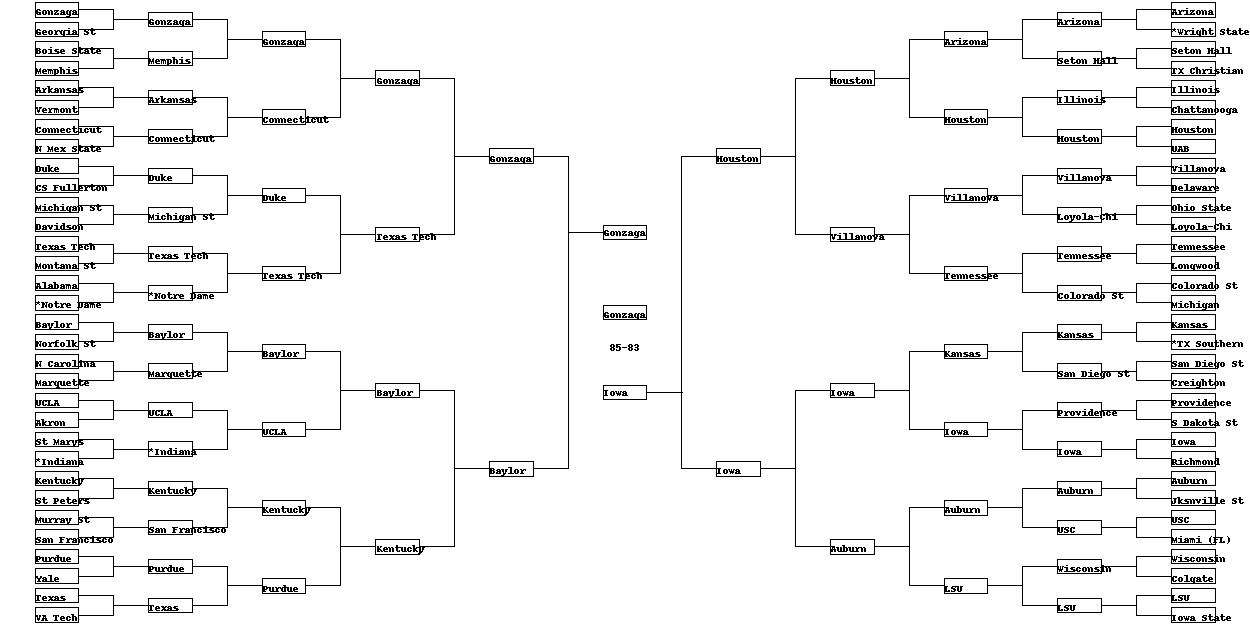 Gonzaga
Georgia St
Boise State
Memphis
Arkansas
Vermont
Connecticut
N Mex State
Duke
CS Fullerton
Michigan St
Davidson
Texas Tech
Montana St
Alabama
*Notre Dame
Baylor
Norfolk St
N Carolina
Marquette
UCLA
Akron
St Marys
*Indiana
Kentucky
St Peters
Murray St
San Francisco
Purdue
Yale
Texas
VA Tech
Gonzaga
Memphis
Arkansas
Connecticut
Duke
Michigan St
Texas Tech
*Notre Dame
Baylor
Marquette
UCLA
*Indiana
Kentucky
San Francisco
Purdue
Texas
Gonzaga
Connecticut
Duke
Texas Tech
Baylor
UCLA
Kentucky
Purdue
Gonzaga
Texas Tech
Baylor
Kentucky
Gonzaga
Baylor
Gonzaga
Gonzaga
85-83
Iowa
Houston
Iowa
Houston
Villanova
Iowa
Auburn
Arizona
Houston
Villanova
Tennessee
Kansas
Iowa
Auburn
LSU
Arizona
Seton Hall
Illinois
Houston
Villanova
Loyola-Chi
Tennessee
Colorado St
Kansas
San Diego St
Providence
Iowa
Auburn
USC
Wisconsin
LSU
Arizona
*Wright State
Seton Hall
TX Christian
Illinois
Chattanooga
Houston
UAB
Villanova
Delaware
Ohio State
Loyola-Chi
Tennessee
Longwood
Colorado St
Michigan
Kansas
*TX Southern
San Diego St
Creighton
Providence
S Dakota St
Iowa
Richmond
Auburn
Jksnville St
USC
Miami (FL)
Wisconsin
Colgate
LSU
Iowa State